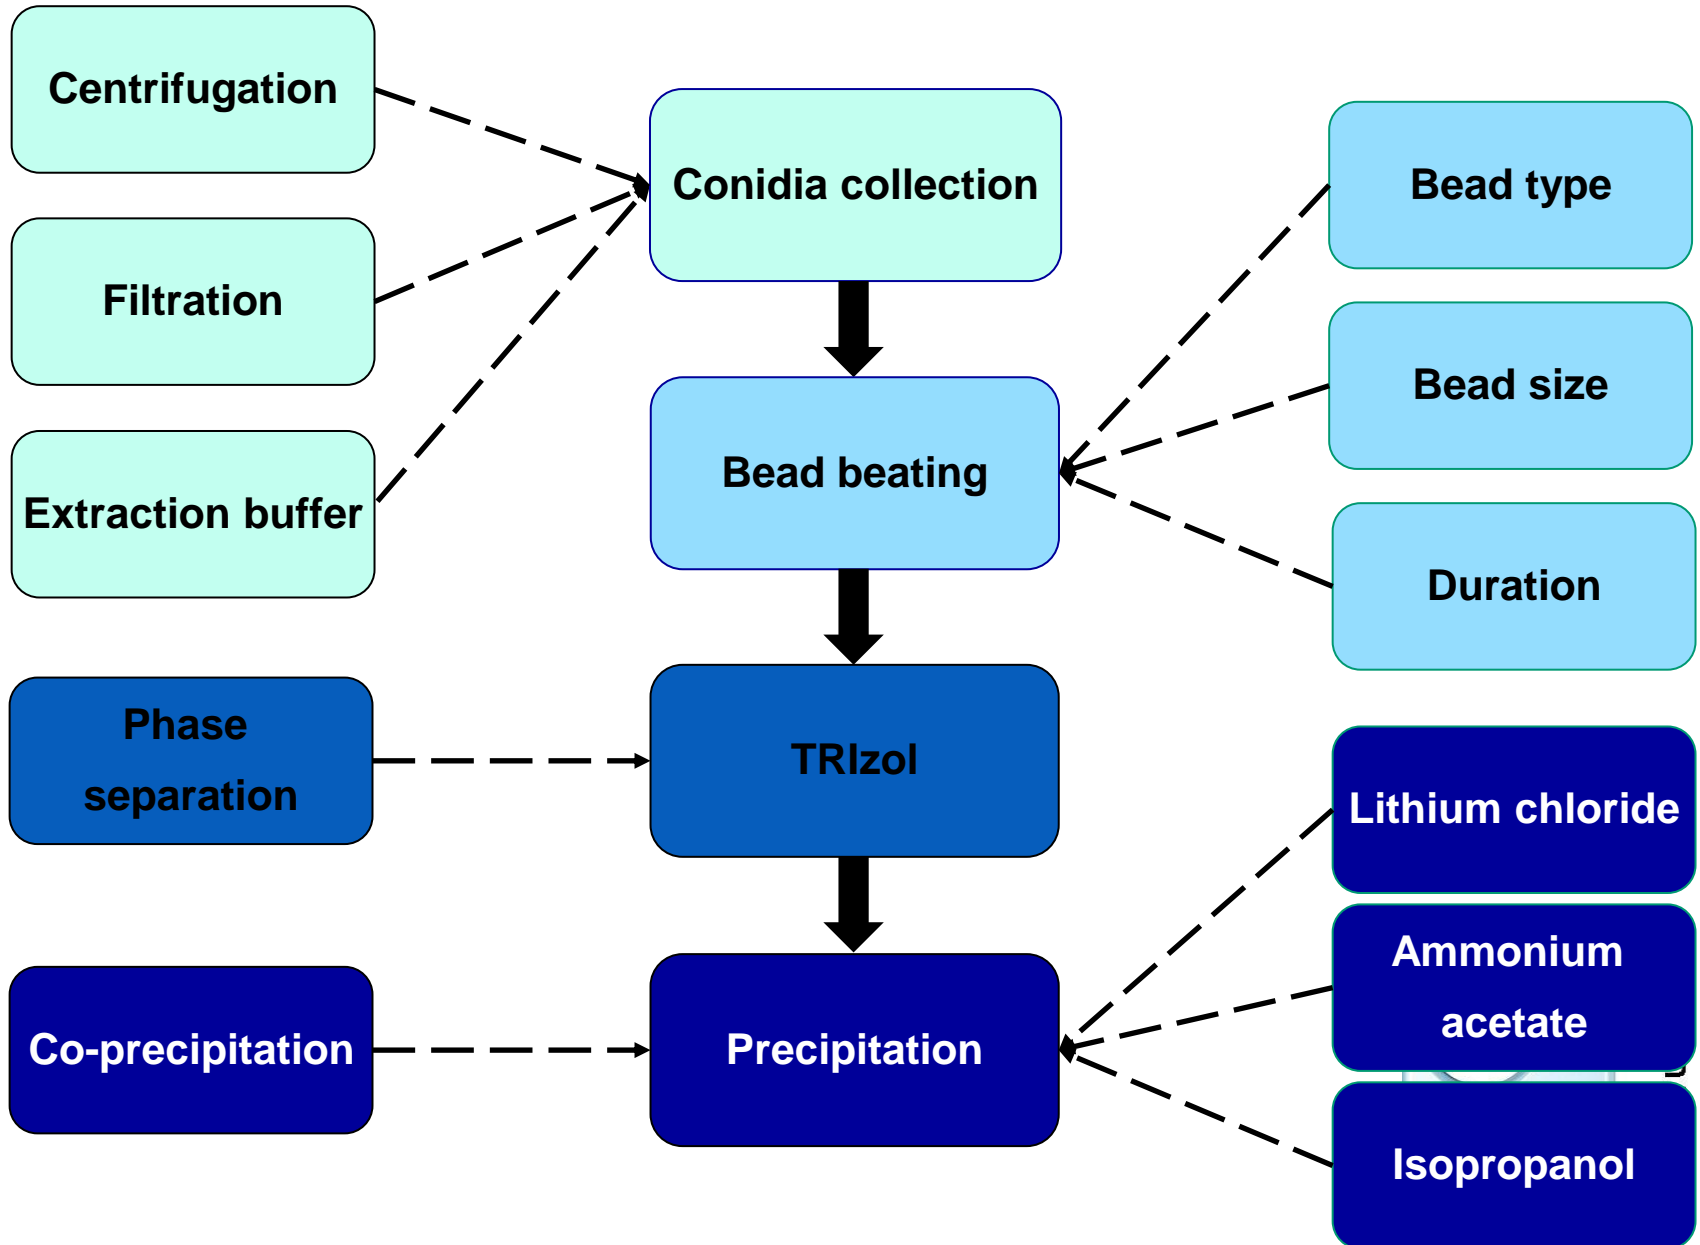 Centrifugation
Conidia collection
Bead type
Filtration
Bead size
Bead beating
Extraction buffer
Duration
Phase
separation
TRIzol
Lithium chloride
Ammonium
acetate
Co-precipitation
Precipitation
Isopropanol